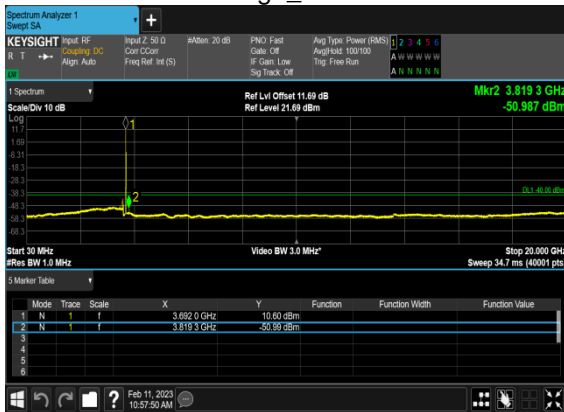 Spectrum Analyzer 1
Swept SA
+
KEYSIGHT Input: RF Input Z: 50 Ω #Atten: 20 dB PNO: Fast Avg Type: Power (RMS) 1 2 3 4 5 6
R T Coupling: DC Corr CCorr Gate: Off Avg|Hold: 100/100 A W W W W W
Align: Auto Freq Ref: Int (S) IF Gain: Low Trig: Free Run
Sig Track: Off A N N N N N
1 Spectrum Ref Lvl Offset 11.69 dB Mkr2 3.819 3 GHz
Scale/Div 10 dB Ref Level 21.69 dBm -50.987 dBm
Log
11.7
1.69
-8.31
-18.3
-28.3
-38.3 DL1 -40.00 dBm
-48.3
-58.3
-68.3
1
2
Start 30 MHz Video BW 3.0 MHz* Stop 20.000 GHz
#Res BW 1.0 MHz Sweep 34.7 ms (40001 pts)
5 Marker Table
Mode Trace Scale X Y Function Function Width Function Value
1 N 1 f 3.692 0 GHz 10.60 dBm
2 N 1 f 3.819 3 GHz -50.99 dBm
3
4
5
6
? Feb 11, 2023
10:57:50 AM